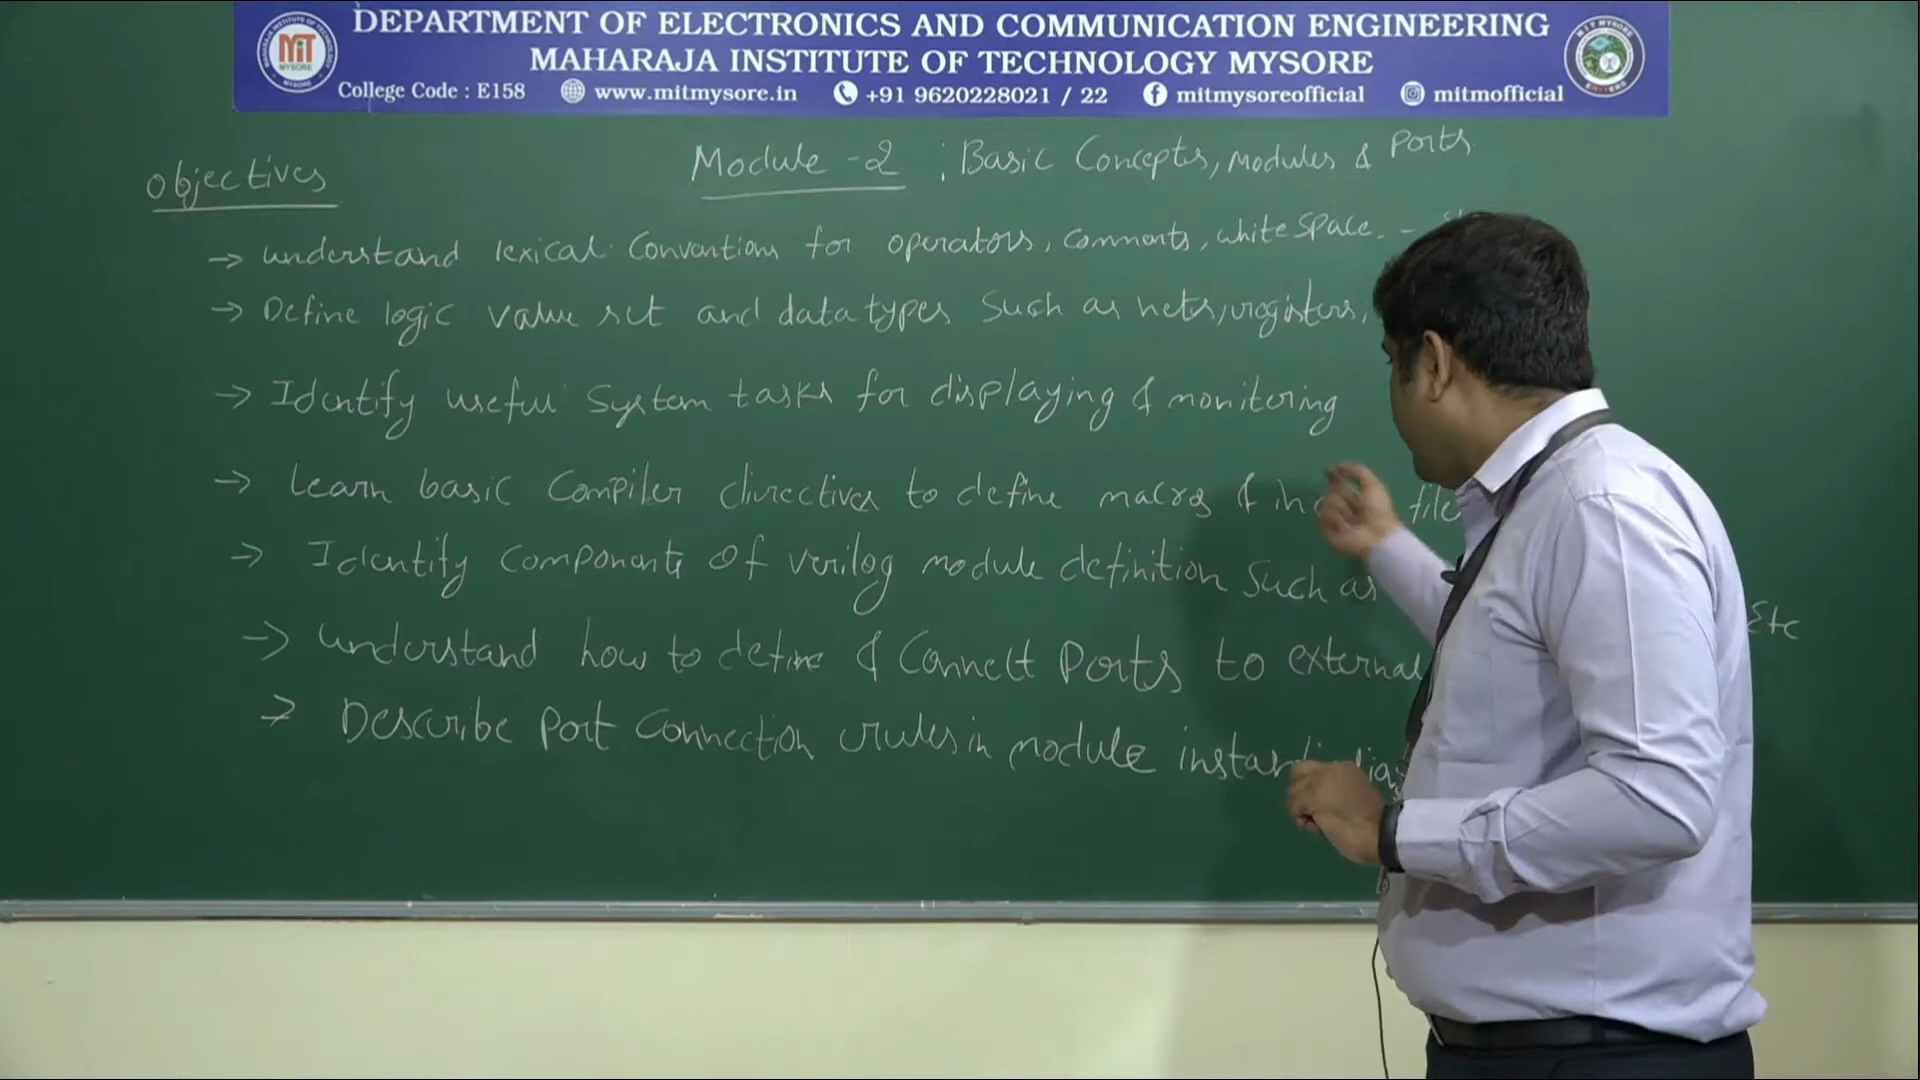 DEPARTMENT OF ELECTRONICS AND COMMUNICATION ENGINEERING
MAHARAJA INSTITUTE OF TECHNOLOGY MYSORE
College Code : E158 www.mitmysore.in +91 9620228021 / 22 mitmysoreofficial mitmofficial
MIT
MYSORE
Module - 2 : Basic Concepts, Modules & Ports
Objectives
→ understand lexical Conventions for operators, comments, white space. -
→ Define logic value set and data types Such as nets, registers,
→ Identify useful System tasks for displaying & monitoring
→ Learn basic Compiler directives to define macros & file
→ Identify components Of verilog module definition Such as Etc
→ understand how to define & Connect Ports to external
→ Describe Port Connection rules in module